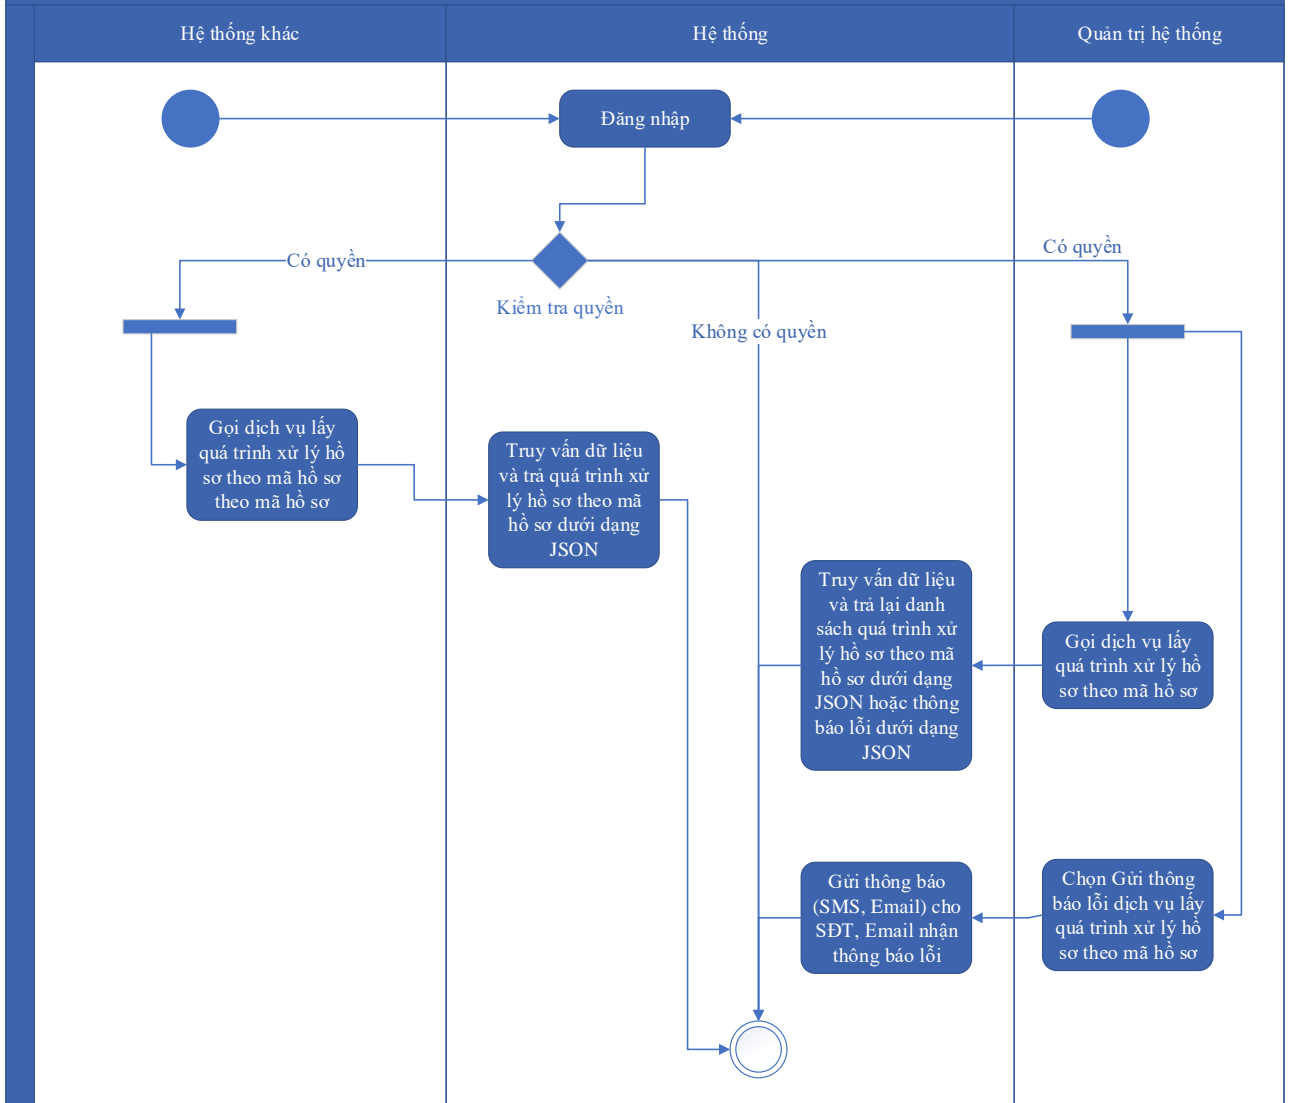 Hệ thống khác
Hệ thống
Quản trị hệ thống
Đăng nhập
Có quyền
Có quyền
Kiểm tra quyền
Không có quyền
Gọi dịch vụ lấy
quá trình xử lý hồ
sơ theo mã hồ sơ
theo mã hồ sơ
Truy vấn dữ liệu
và trả quá trình xử
lý hồ sơ theo mã
hồ sơ dưới dạng
JSON
Truy vấn dữ liệu
và trả lại danh
sách quá trình xử
lý hồ sơ theo mã
hồ sơ dưới dạng
JSON hoặc thông
báo lỗi dưới dạng
JSON
Gọi dịch vụ lấy
quá trình xử lý hồ
sơ theo mã hồ sơ
Gửi thông báo
(SMS, Email) cho
SĐT, Email nhận
thông báo lỗi
Chọn Gửi thông
báo lỗi dịch vụ lấy
quá trình xử lý hồ
sơ theo mã hồ sơ